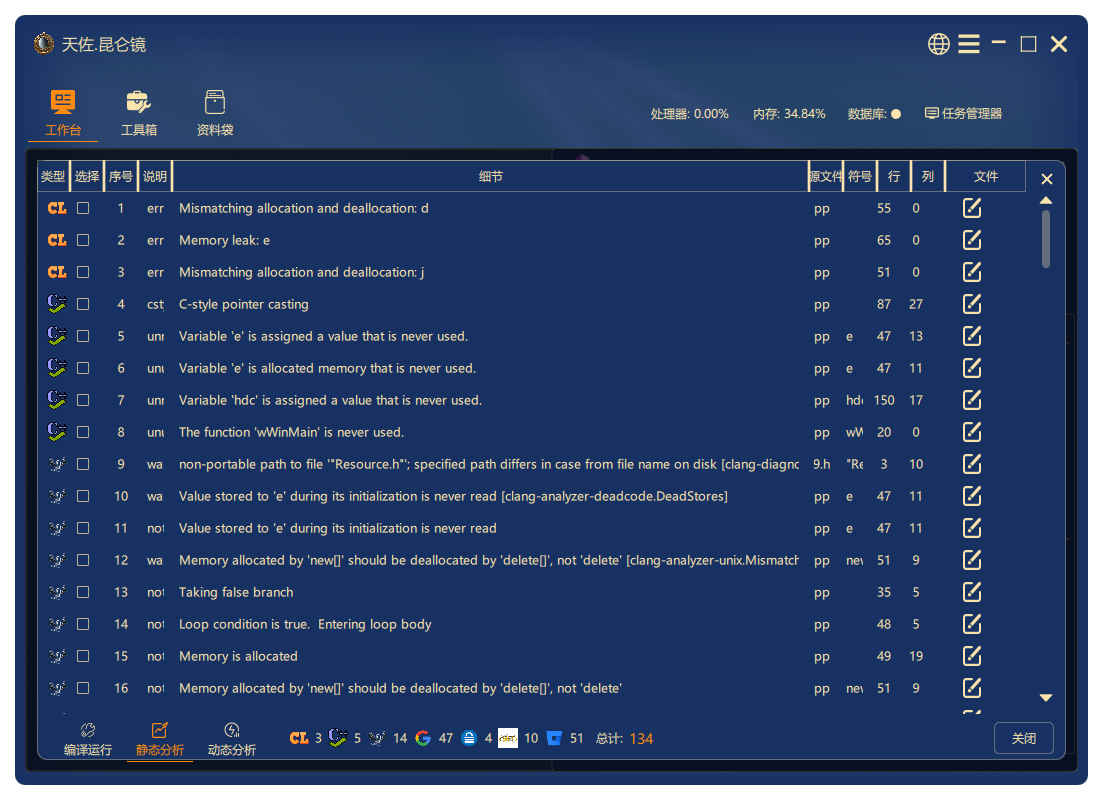 天佐.昆仑镜
工作台 工具箱 资料袋 处理器: 0.00% 内存: 34.84% 数据库: 任务管理器
类型 选择 序号 说明 细节 源文件 符号 行 列 文件
CL 1 err Mismatching allocation and deallocation: d pp 55 0
CL 2 err Memory leak: e pp 65 0
CL 3 err Mismatching allocation and deallocation: j pp 51 0
4 cst C-style pointer casting pp 87 27
5 unr Variable 'e' is assigned a value that is never used. pp e 47 13
6 unu Variable 'e' is allocated memory that is never used. pp e 47 11
7 unr Variable 'hdc' is assigned a value that is never used. pp hdc 150 17
8 unu The function 'wWinMain' is never used. pp wW 20 0
9 wa non-portable path to file '"Resource.h"'; specified path differs in case from file name on disk [clang-diagno 9.h "Re 3 10
10 wa Value stored to 'e' during its initialization is never read [clang-analyzer-deadcode.DeadStores] pp e 47 11
11 not Value stored to 'e' during its initialization is never read pp e 47 11
12 wa Memory allocated by 'new[]' should be deallocated by 'delete[]', not 'delete' [clang-analyzer-unix.Mismatch pp new 51 9
13 not Taking false branch pp 35 5
14 not Loop condition is true.  Entering loop body pp 48 5
15 not Memory is allocated pp 49 19
16 not Memory allocated by 'new[]' should be deallocated by 'delete[]', not 'delete' pp new 51 9
编译运行 静态分析 动态分析 CL 3 5 14 47 4 10 51 总计: 134 关闭